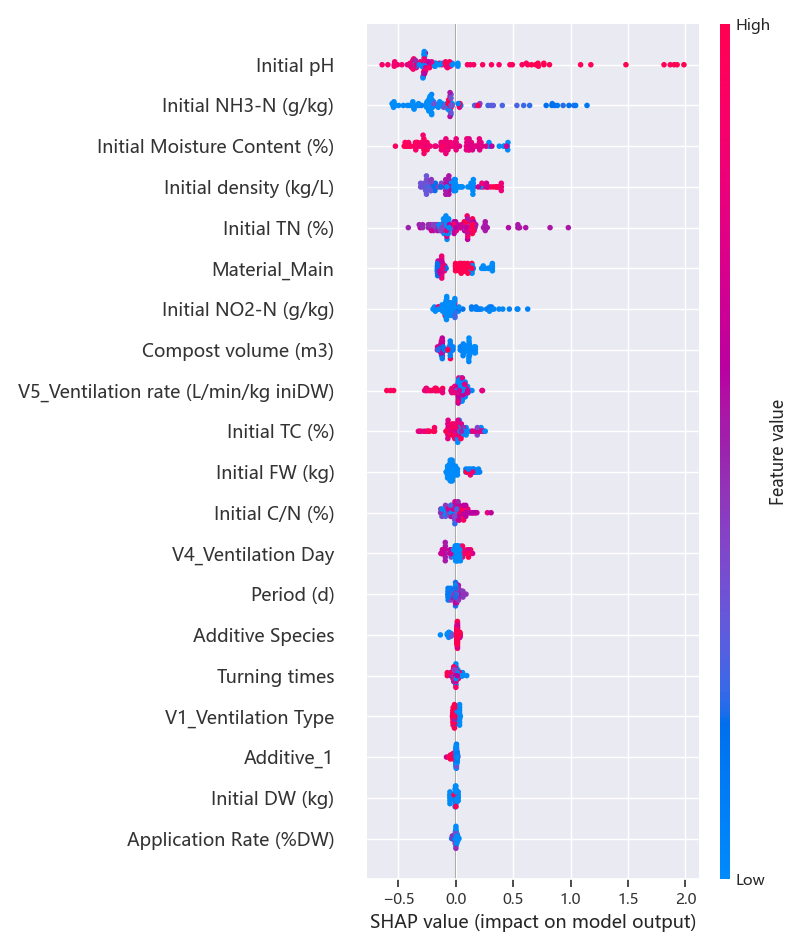 High
Initial pH
Initial NH3-N (g/kg)
Initial Moisture Content (%)
Initial density (kg/L)
Initial TN (%)
Material_Main
Initial NO2-N (g/kg)
Compost volume (m3)
V5_Ventilation rate (L/min/kg iniDW)
Initial TC (%)
Initial FW (kg)
Initial C/N (%)
V4_Ventilation Day
Period (d)
Additive Species
Turning times
V1_Ventilation Type
Additive_1
Initial DW (kg)
Application Rate (%DW)
Feature value
Low
−0.5 0.0 0.5 1.0 1.5 2.0
SHAP value (impact on model output)